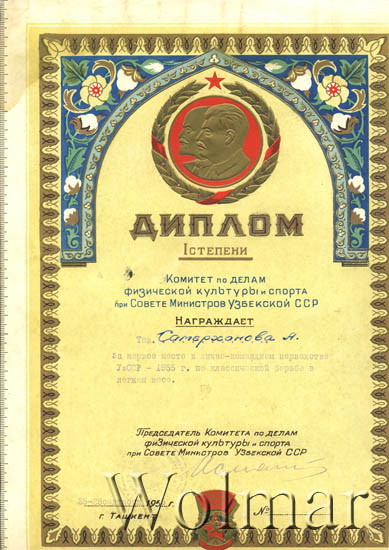 ДИПЛОМ
I СТЕПЕНИ
КОМИТЕТ ПО ДЕЛАМ
ФИЗИЧЕСКОЙ КУЛЬТУРЫ И СПОРТА
ПРИ СОВЕТЕ МИНИСТРОВ УЗБЕКСКОЙ ССР
НАГРАЖДАЕТ
Тов. Самарханова А.
За первое место в лично-командном первенстве
УзССР - 1955 г. по классической борьбе в
легком весе.
ПРЕДСЕДАТЕЛЬ КОМИТЕТА ПО ДЕЛАМ
ФИЗИЧЕСКОЙ КУЛЬТУРЫ И СПОРТА
ПРИ СОВЕТЕ МИНИСТРОВ УЗБЕКСКОЙ ССР
г.
г. ТАШКЕНТ №
Wolmar